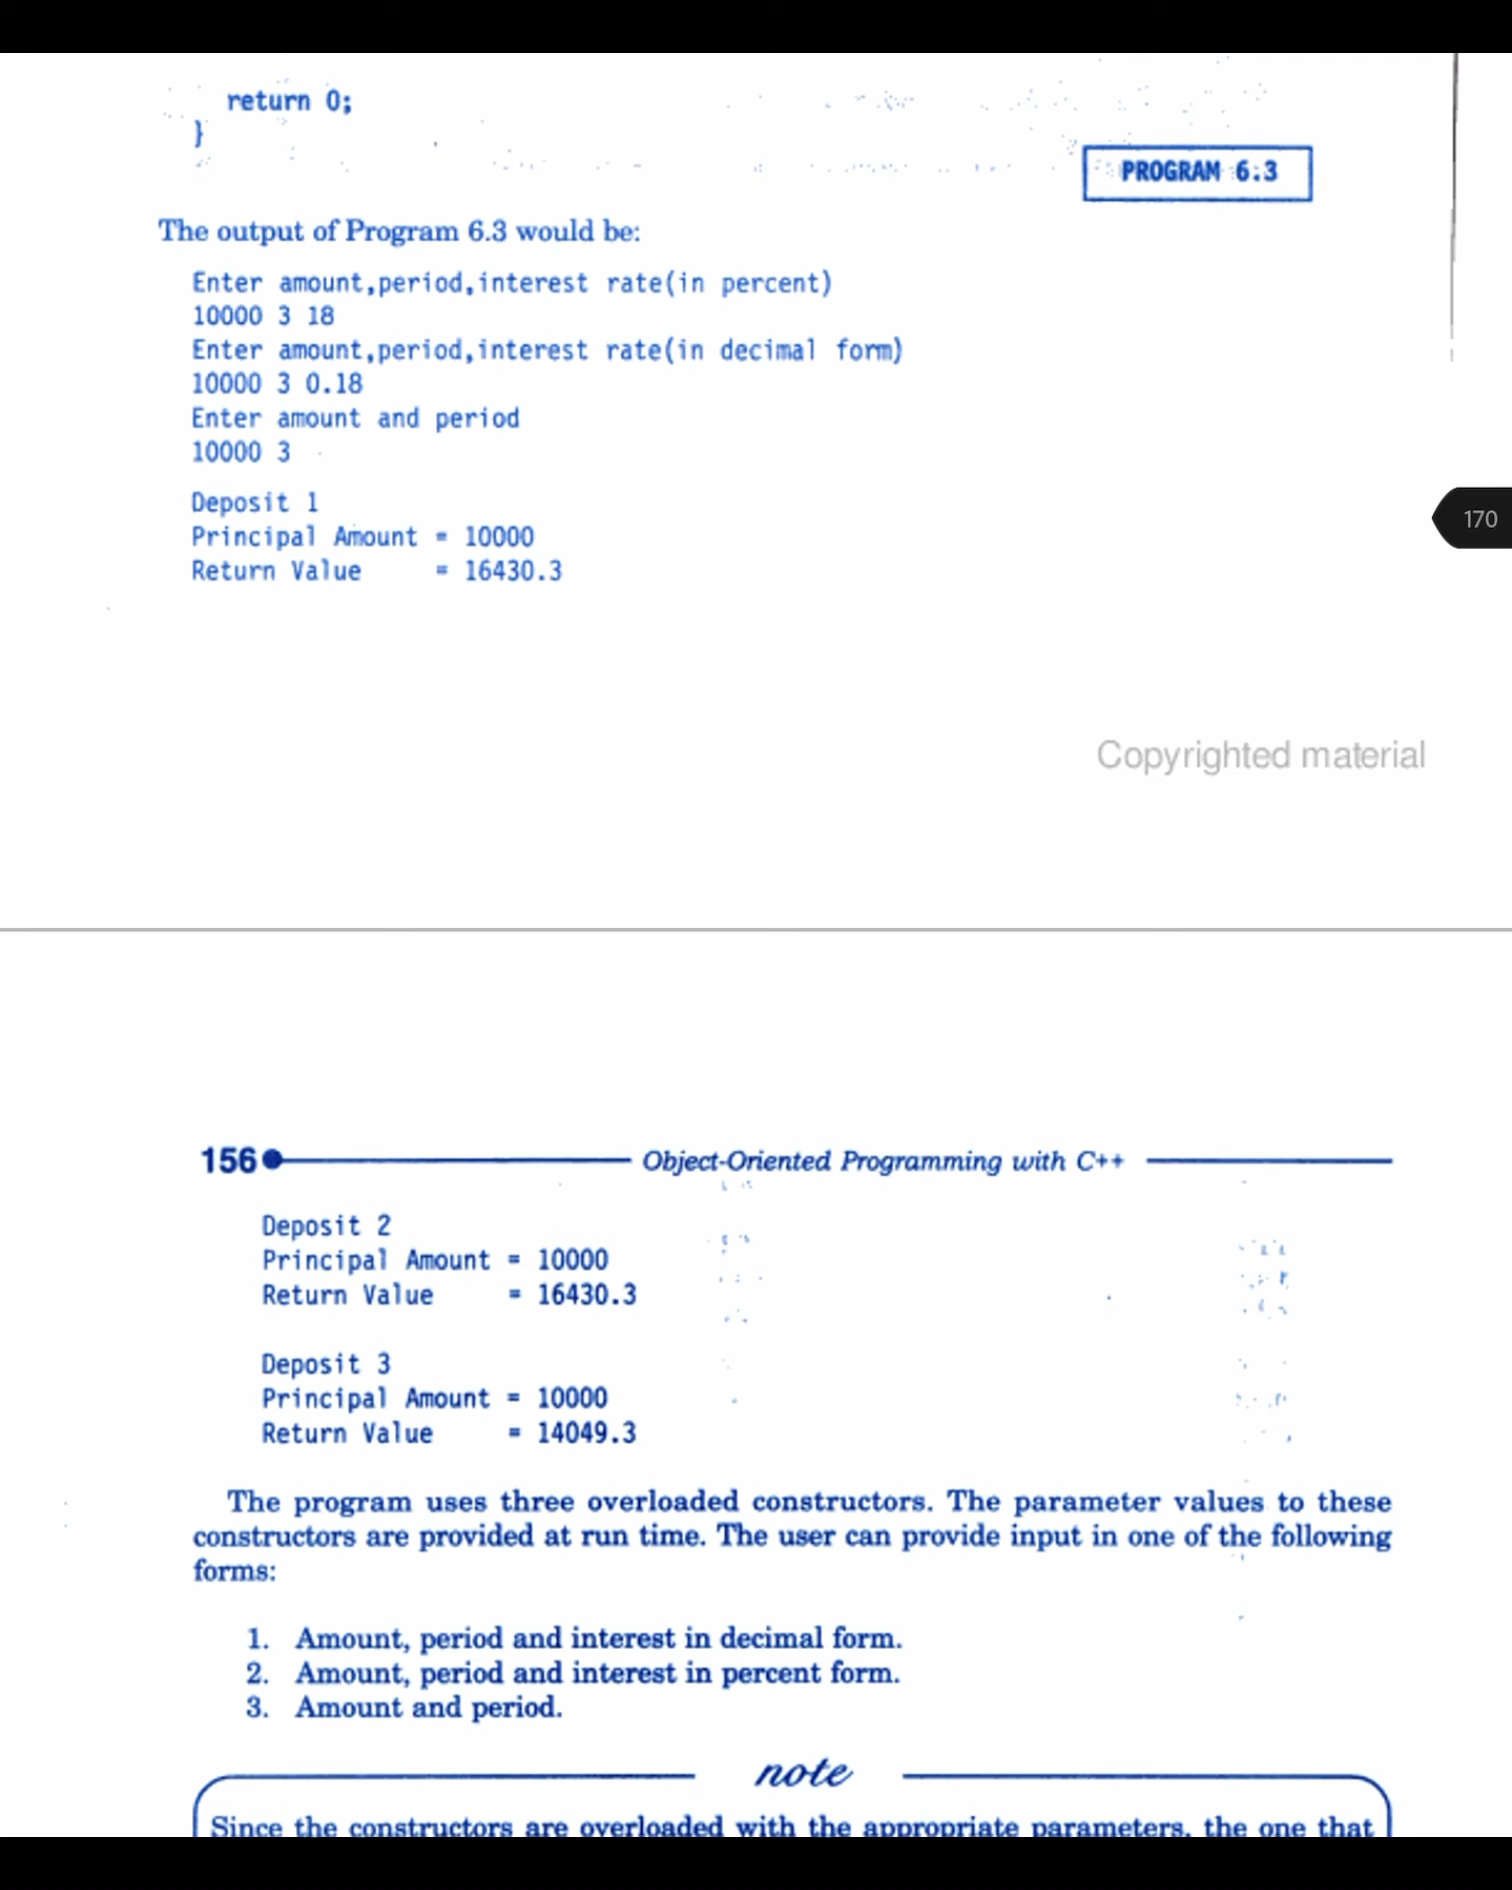 return 0;
}
PROGRAM 6.3
The output of Program 6.3 would be:
Enter amount,period,interest rate(in percent)
10000 3 18
Enter amount,period,interest rate(in decimal form)
10000 3 0.18
Enter amount and period
10000 3
Deposit 1
Principal Amount = 10000
Return Value = 16430.3
170
Copyrighted material
156 Object-Oriented Programming with C++
Deposit 2
Principal Amount = 10000
Return Value = 16430.3
Deposit 3
Principal Amount = 10000
Return Value = 14049.3
The program uses three overloaded constructors. The parameter values to these
constructors are provided at run time. The user can provide input in one of the following
forms:
1. Amount, period and interest in decimal form.
2. Amount, period and interest in percent form.
3. Amount and period.
note
Since the constructors are overloaded with the appropriate parameters, the one that